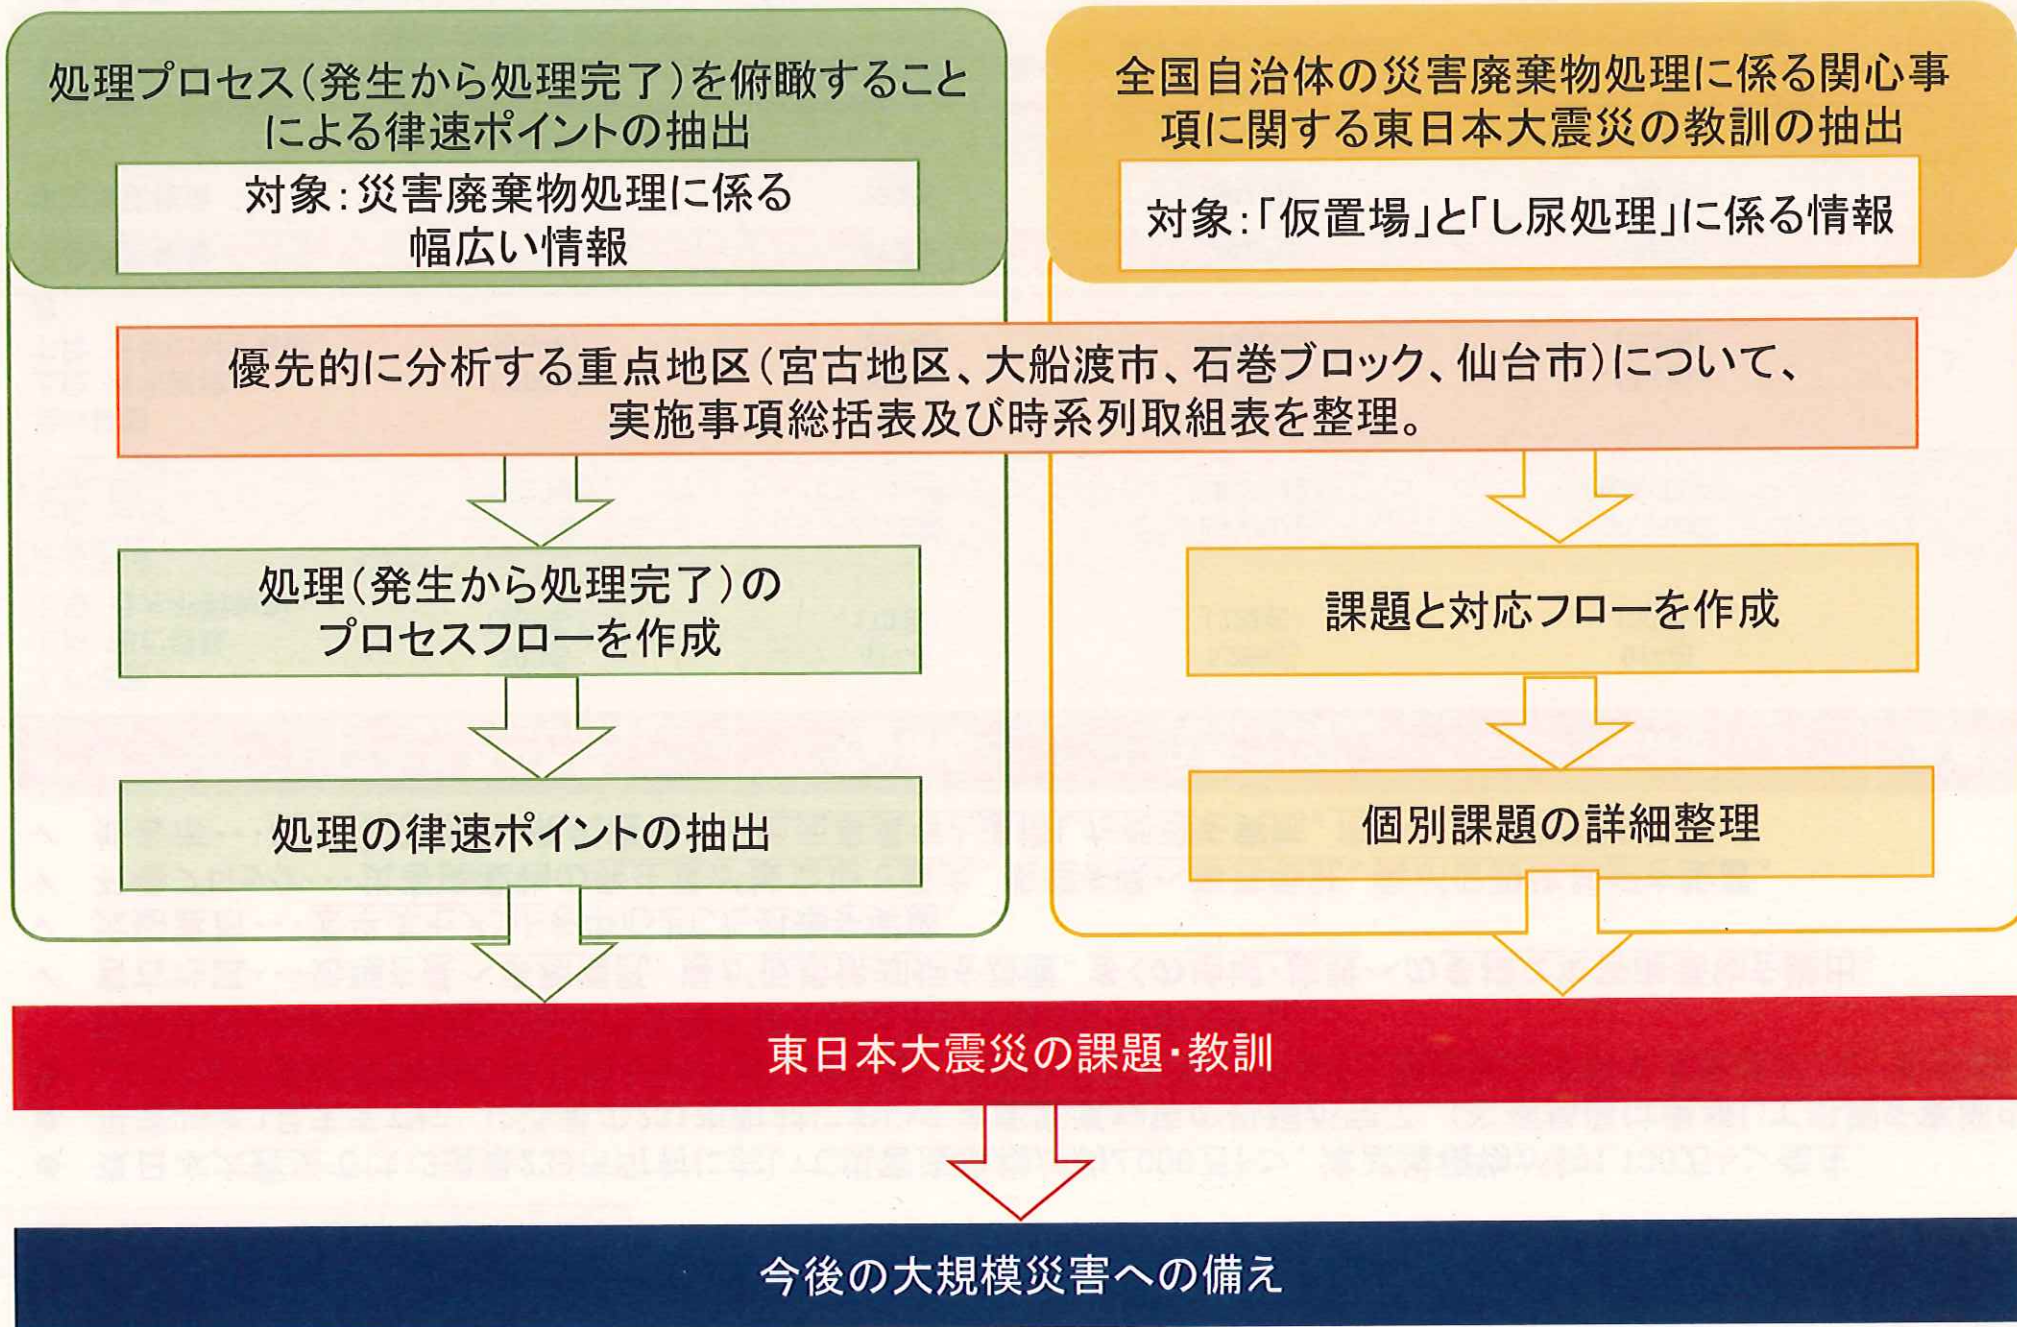 処理プロセス(発生から処理完了)を俯瞰すること
による律速ポイントの抽出
対象:災害廃棄物処理に係る
幅広い情報
全国自治体の災害廃棄物処理に係る関心事
項に関する東日本大震災の教訓の抽出
対象:「仮置場」と「し尿処理」に係る情報
優先的に分析する重点地区(宮古地区、大船渡市、石巻ブロック、仙台市)について、
実施事項総括表及び時系列取組表を整理。
処理(発生から処理完了)の
プロセスフローを作成
処理の律速ポイントの抽出
課題と対応フローを作成
個別課題の詳細整理
東日本大震災の課題・教訓
今後の大規模災害への備え